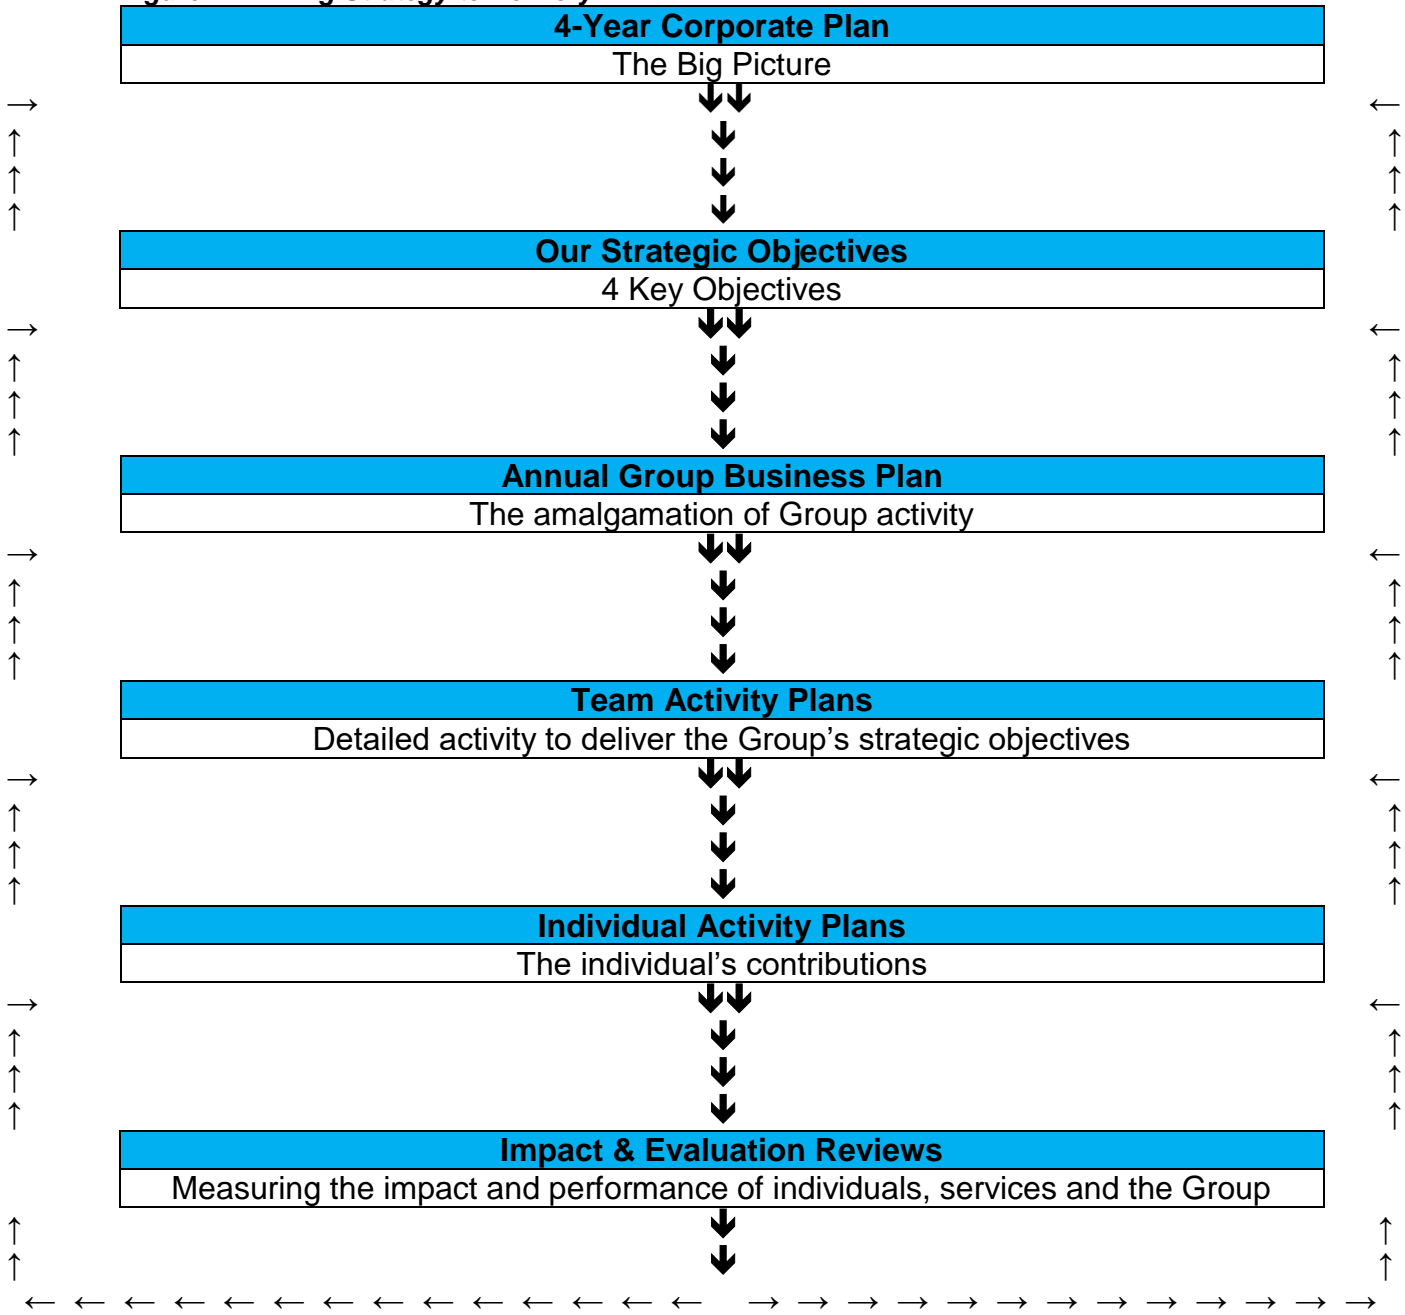 4-Year Corporate Plan
The Big Picture
Our Strategic Objectives
4 Key Objectives
Annual Group Business Plan
The amalgamation of Group activity
Team Activity Plans
Detailed activity to deliver the Group's strategic objectives
Individual Activity Plans
The individual's contributions
Impact & Evaluation Reviews
Measuring the impact and performance of individuals, services and the Group